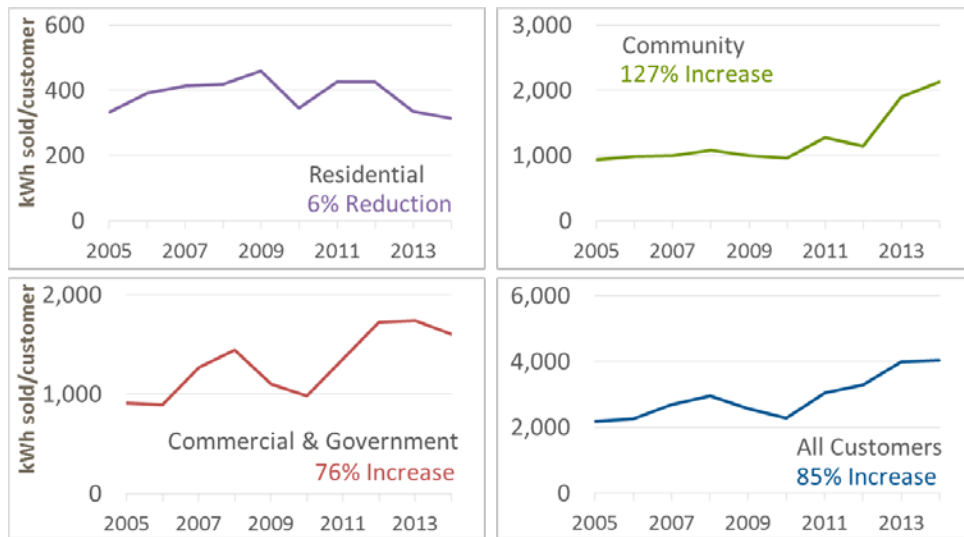 kWh sold/customer
600
400
200
0
Residential
6% Reduction
2005 2007 2009 2011 2013
3,000
2,000
1,000
0
Community
127% Increase
2005 2007 2009 2011 2013
kWh sold/customer
2,000
1,000
0
Commercial & Government
76% Increase
2005 2007 2009 2011 2013
6,000
4,000
2,000
0
All Customers
85% Increase
2005 2007 2009 2011 2013